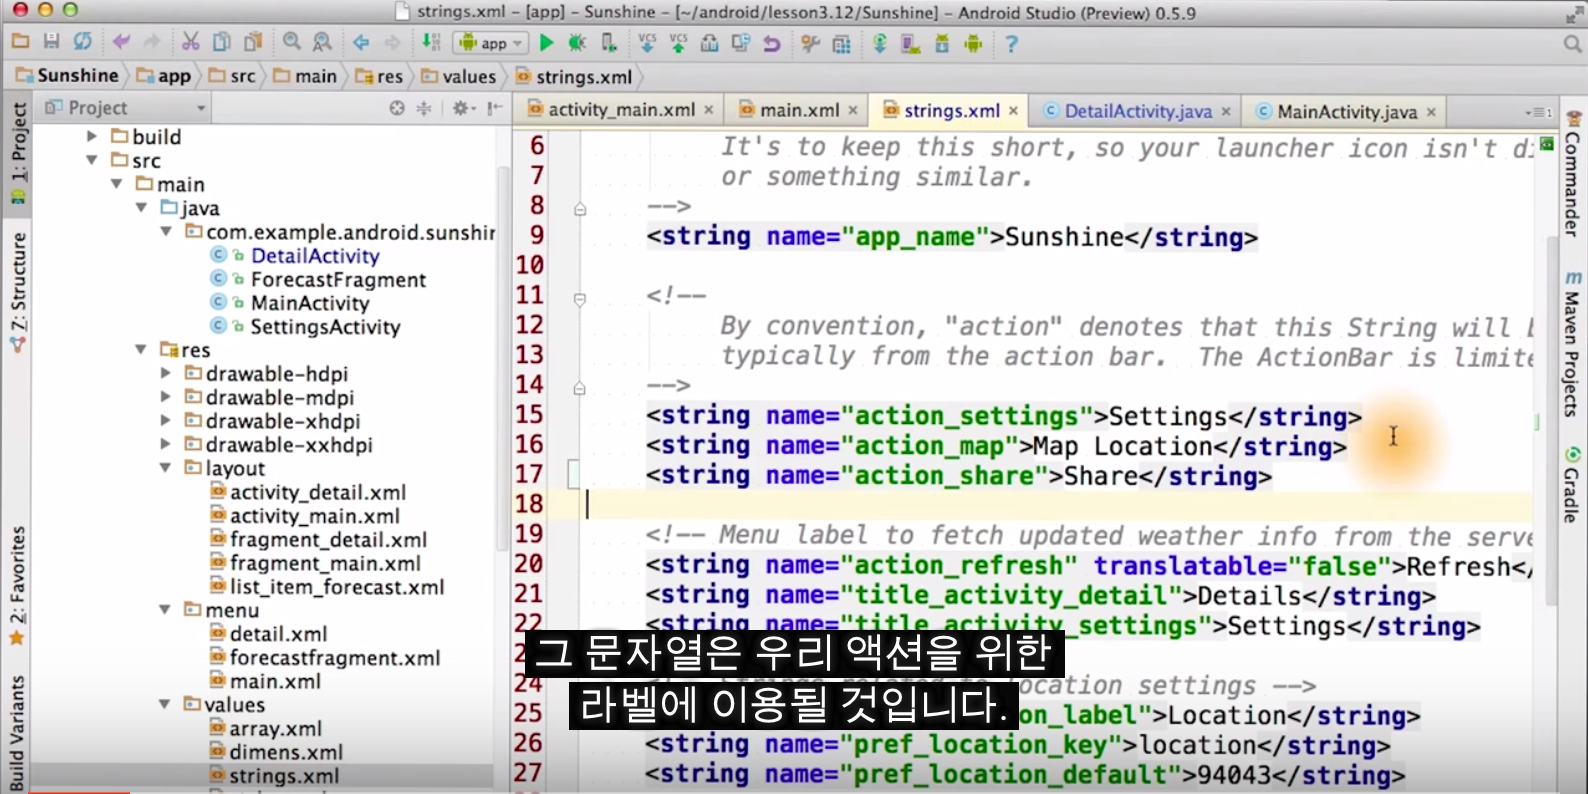 strings.xml – [app] – Sunshine – [~/android/lesson3.12/Sunshine] – Android Studio (Preview) 0.5.9
app
VCS VCS
?
Sunshine app src main res values strings.xml
Project
activity_main.xml main.xml strings.xml DetailActivity.java MainActivity.java
1: Project
7: Structure
2: Favorites
Build Variants
build
src
main
java
com.example.android.sunshin
DetailActivity
ForecastFragment
MainActivity
SettingsActivity
res
drawable-hdpi
drawable-mdpi
drawable-xhdpi
drawable-xxhdpi
layout
activity_detail.xml
activity_main.xml
fragment_detail.xml
fragment_main.xml
list_item_forecast.xml
menu
detail.xml
forecastfragment.xml
main.xml
values
array.xml
dimens.xml
strings.xml
6 It's to keep this short, so your launcher icon isn't di
7 or something similar.
8 -->
9 <string name="app_name">Sunshine</string>
10
11 <!--
12 By convention, "action" denotes that this String will b
13 typically from the action bar. The ActionBar is limite
14 -->
15 <string name="action_settings">Settings</string>
16 <string name="action_map">Map Location</string>
17 <string name="action_share">Share</string>
18
19 <!-- Menu label to fetch updated weather info from the serve
20 <string name="action_refresh" translatable="false">Refresh</
21 <string name="title_activity_detail">Details</string>
22 <string name="title_activity_settings">Settings</string>
24 location settings -->
25 on_label">Location</string>
26 <string name="pref_location_key">location</string>
27 <string name="pref_location_default">94043</string>
그 문자열은 우리 액션을 위한
라벨에 이용될 것입니다.
Commander
Maven Projects
Gradle